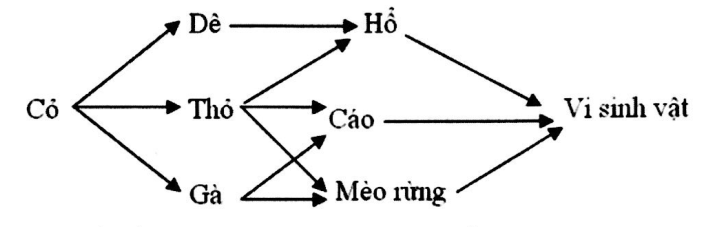 Dê Hổ
Cỏ Thỏ Cáo Vi sinh vật
Gà Mèo rừng